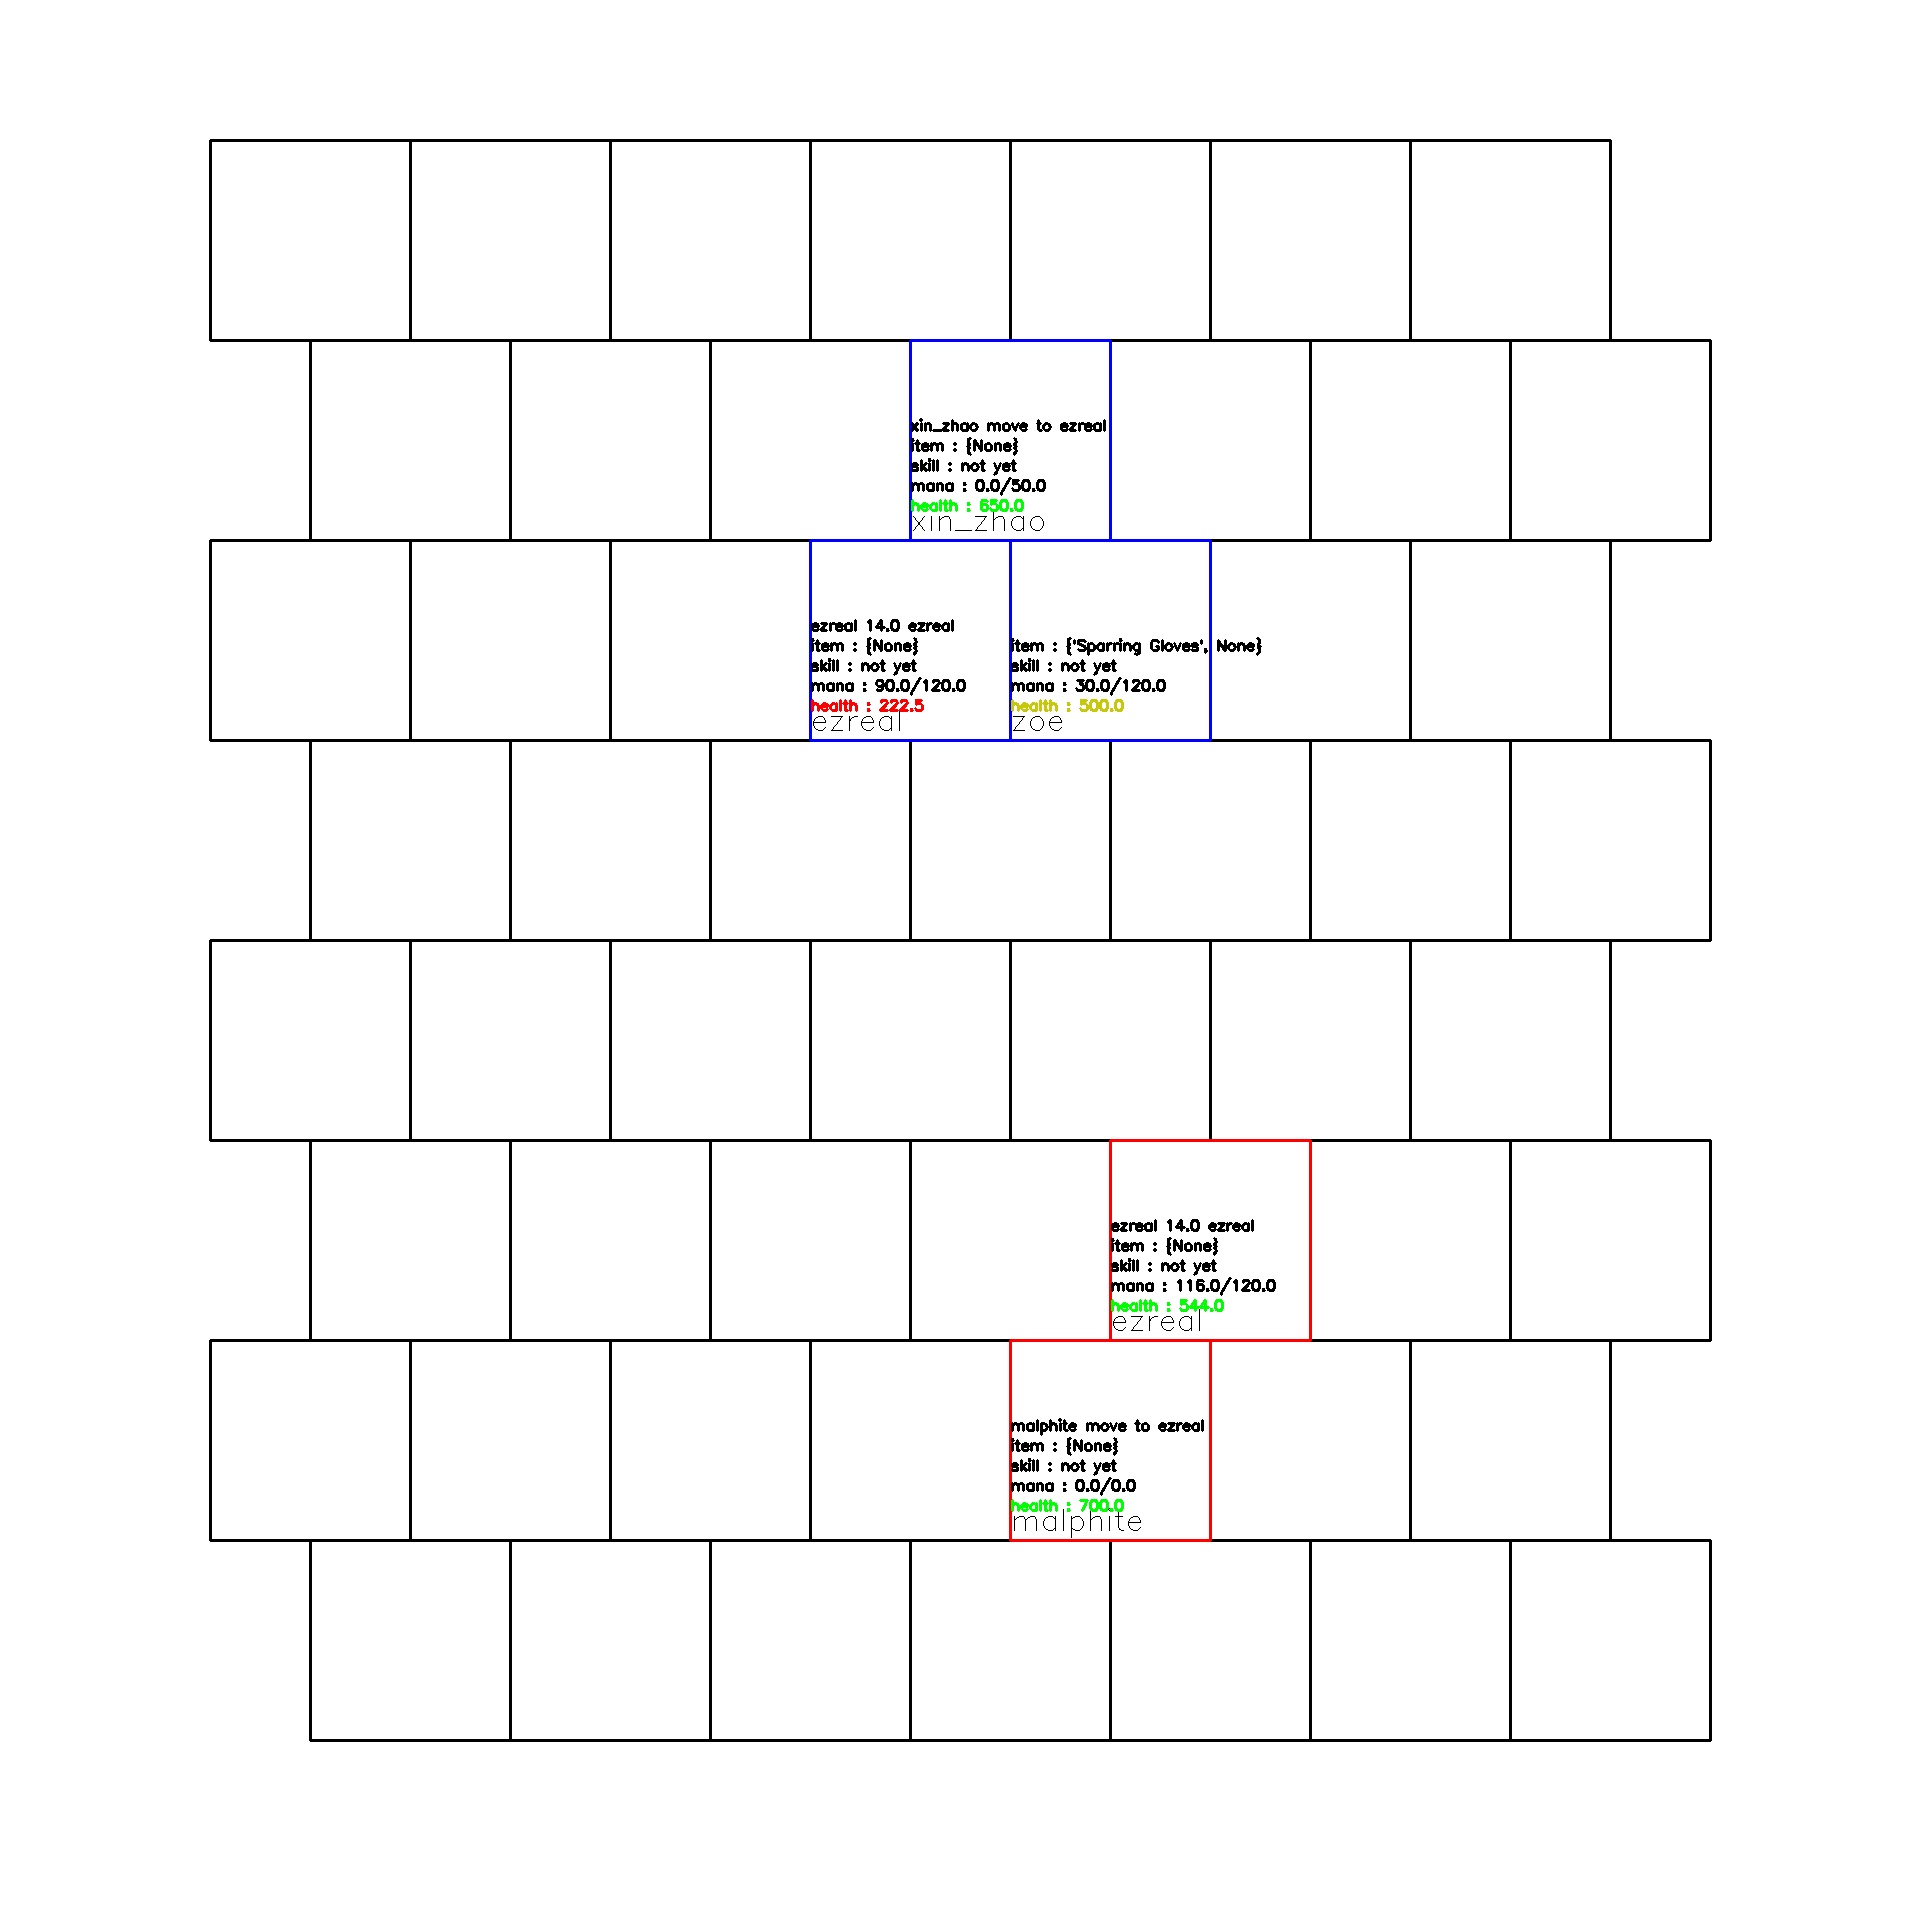 xin_zhao move to ezreal
item : {None}
skill : not yet
mana : 0.0/50.0
health : 650.0
xin_zhao
ezreal 14.0 ezreal
item : {None}
skill : not yet
mana : 90.0/120.0
health : 222.5
ezreal
item : {'Sparring Gloves', None}
skill : not yet
mana : 30.0/120.0
health : 500.0
zoe
ezreal 14.0 ezreal
item : {None}
skill : not yet
mana : 116.0/120.0
health : 544.0
ezreal
malphite move to ezreal
item : {None}
skill : not yet
mana : 0.0/0.0
health : 700.0
malphite